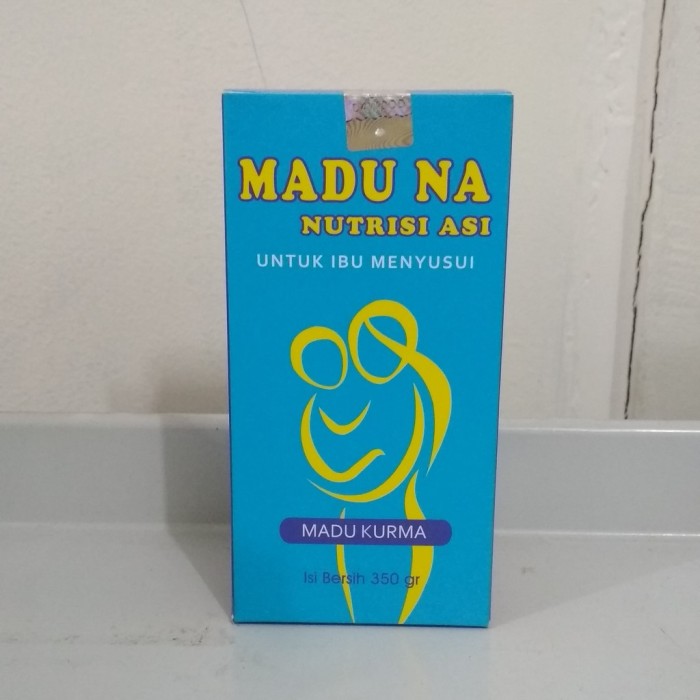 MADU NA
NUTRISI ASI
UNTUK IBU MENYUSUI
MADU KURMA
Isi Bersih 350 gr